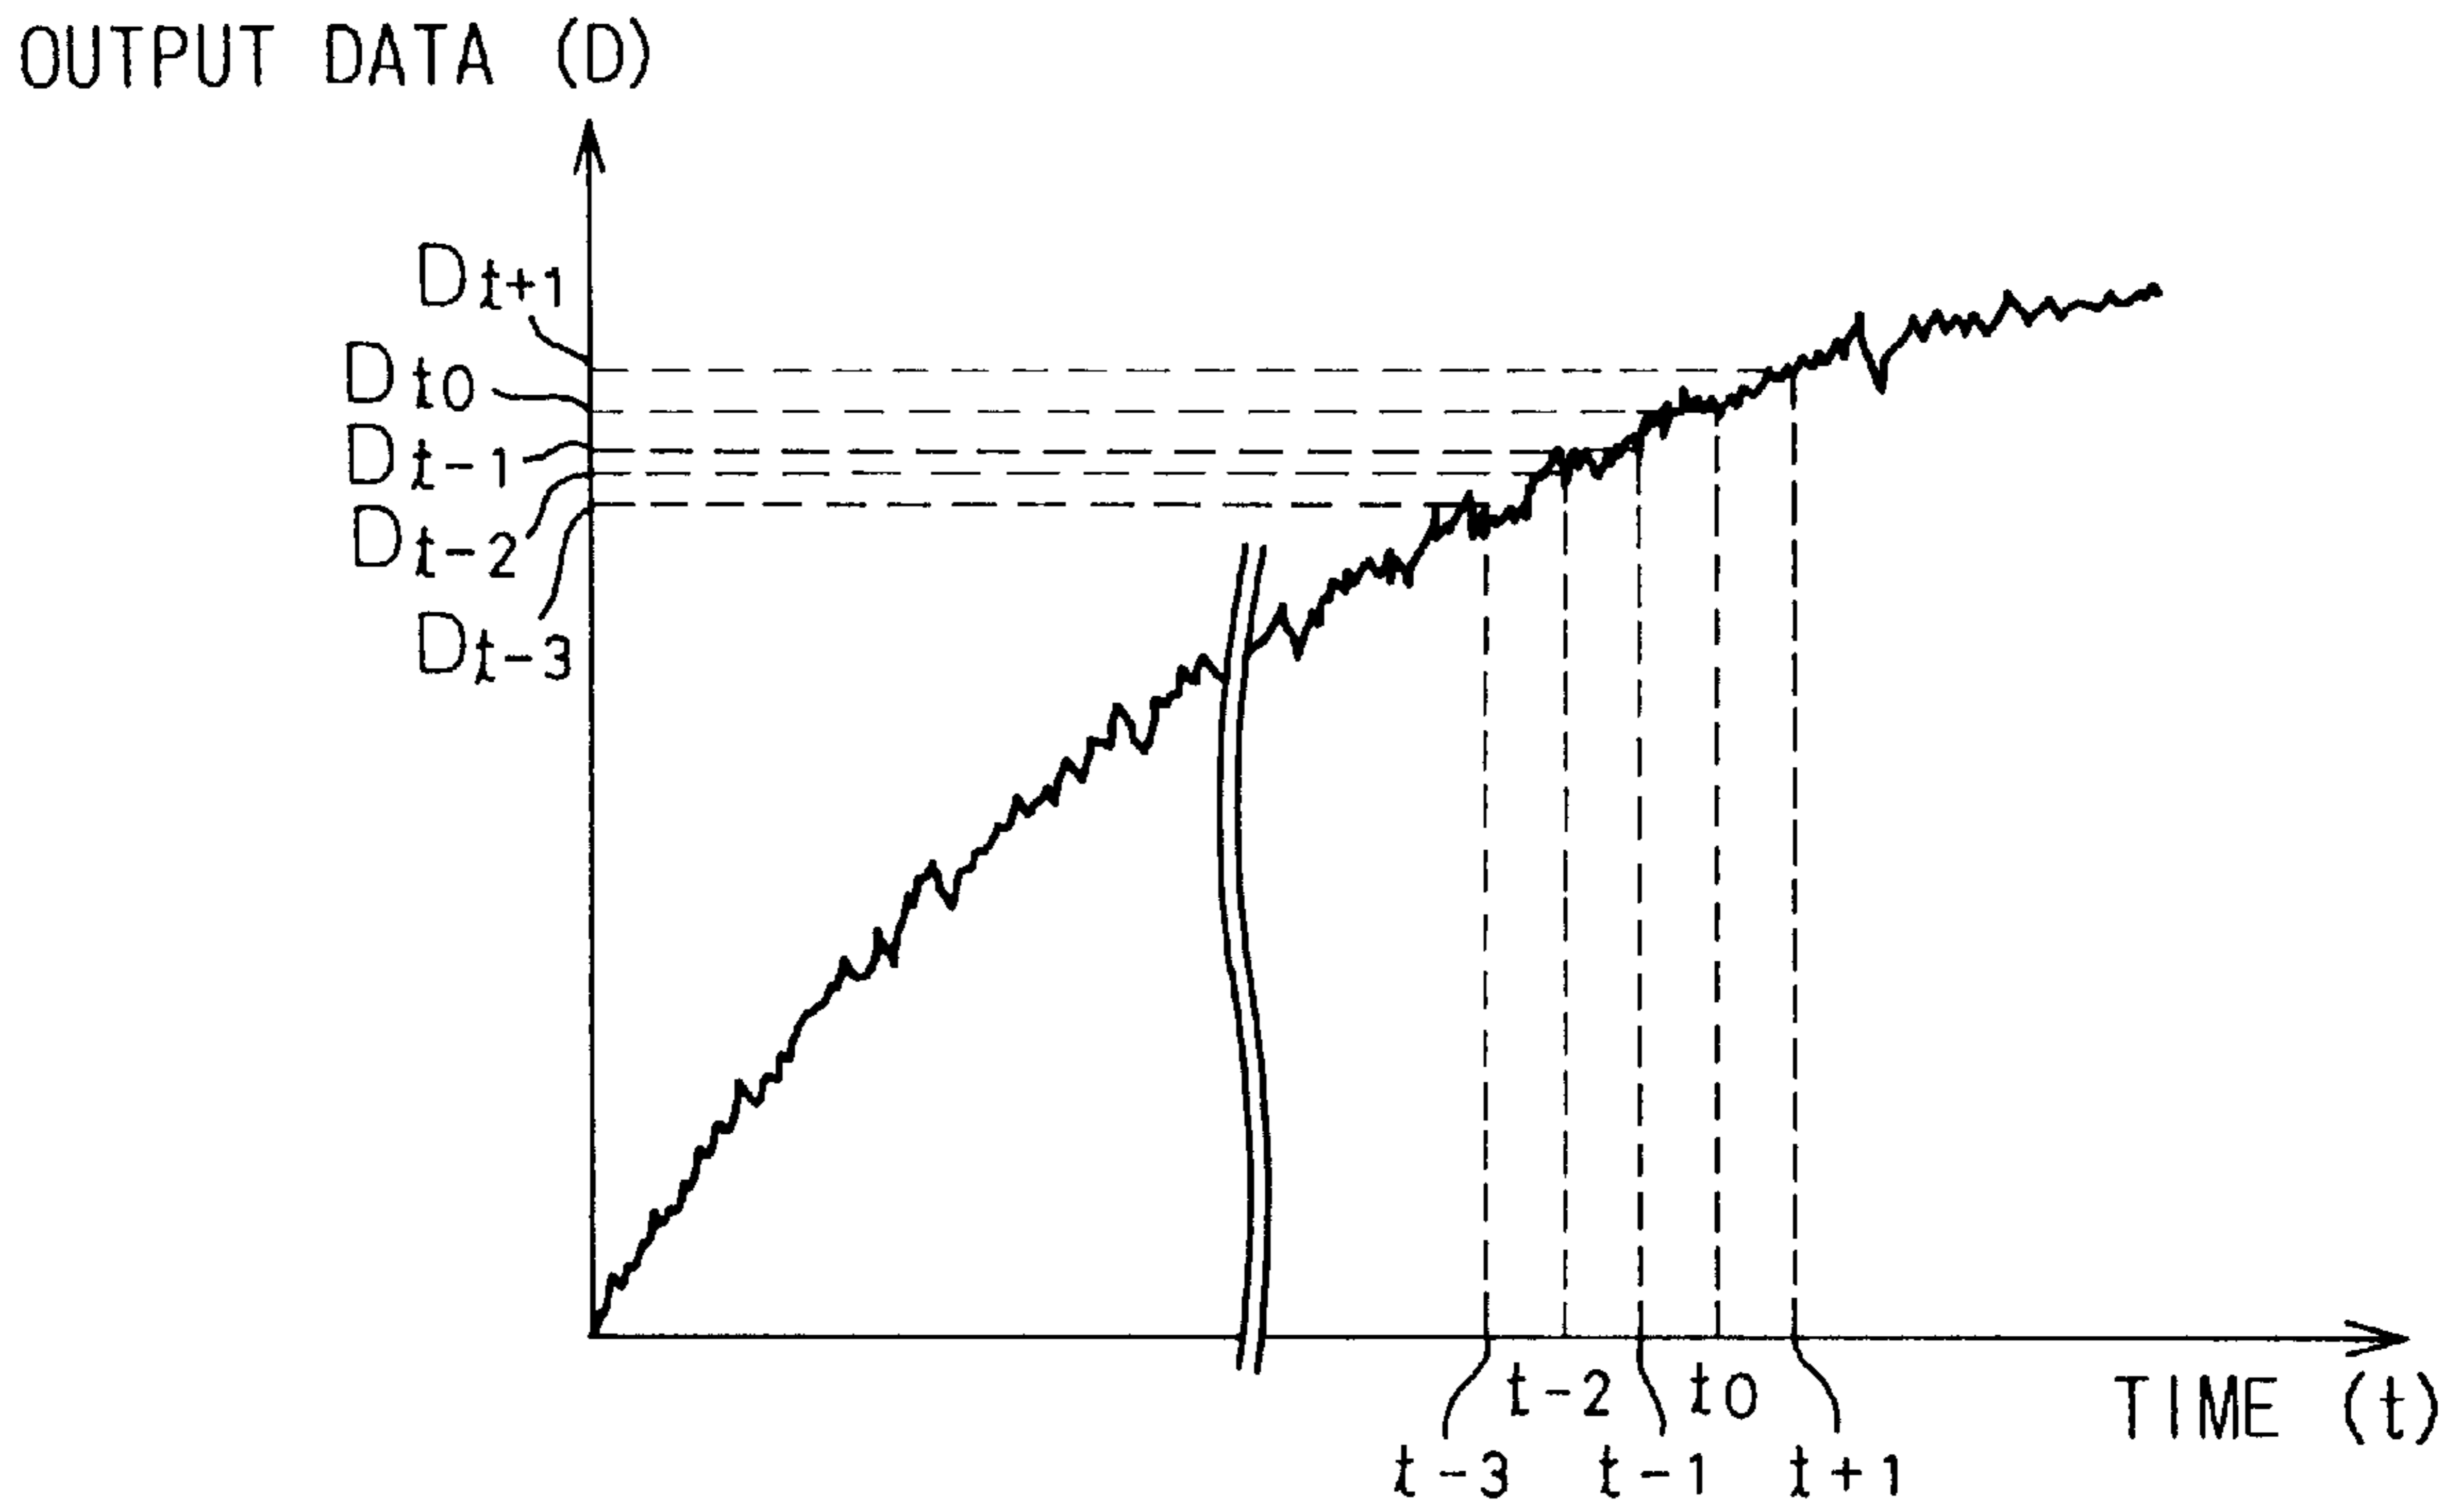 OUTPUT DATA (D)
Dt+1
Dt0
Dt-1
Dt-2
Dt-3
t-2
t0
TIME (t)
t-3
t-1
t+1